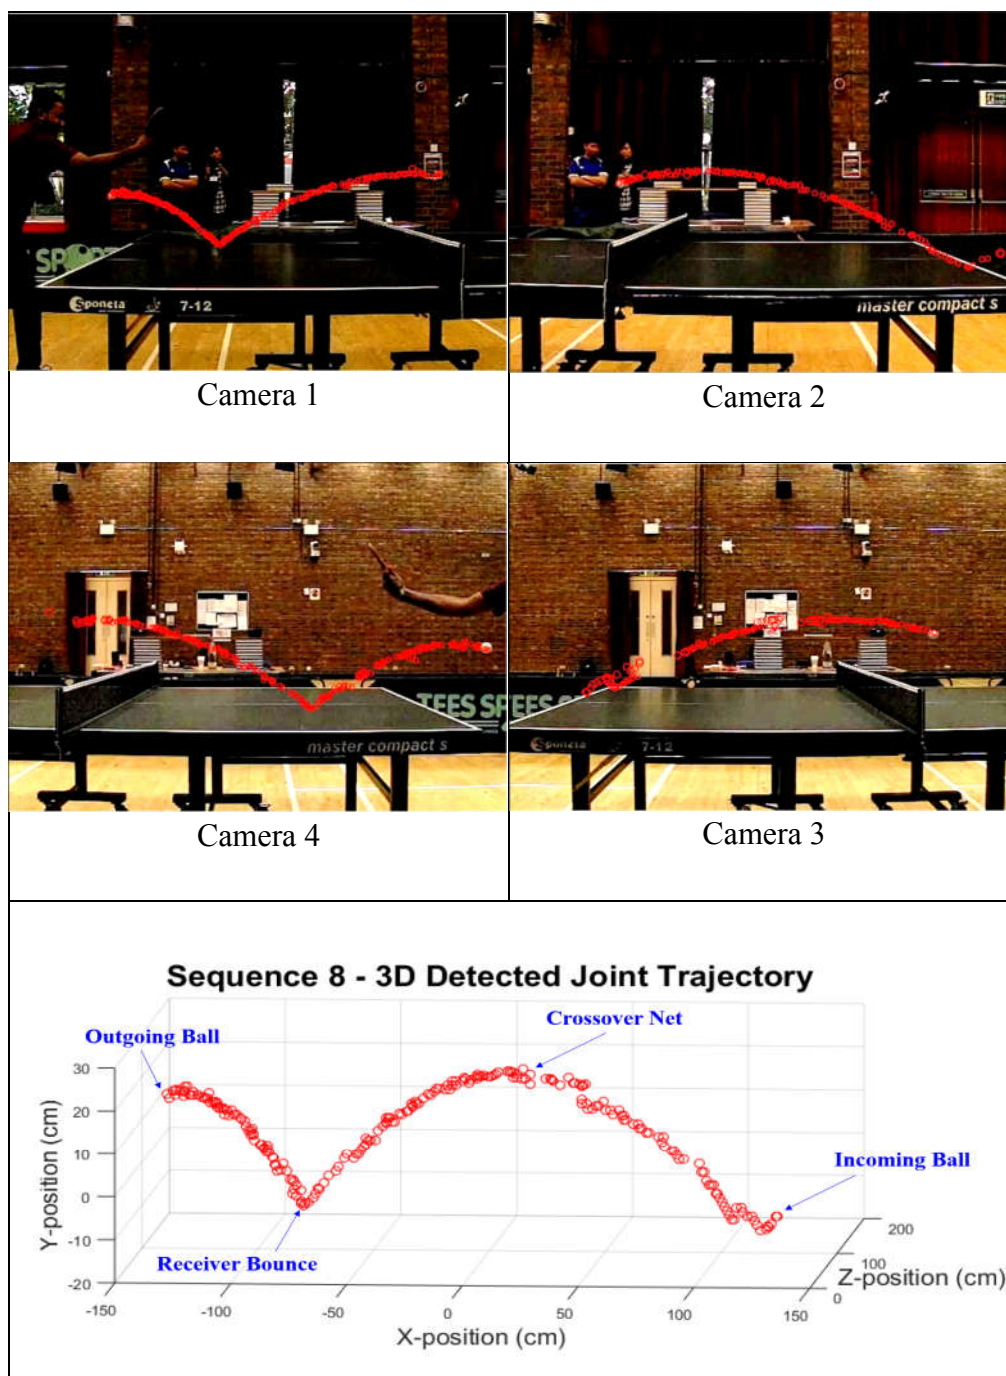 SP
Sponeta
7-12
master compact s
Camera 1
Camera 2
TEES SP
master compact s
EES S
Sponeta
7-12
Camera 4
Camera 3
Sequence 8 - 3D Detected Joint Trajectory
Outgoing Ball
Crossover Net
Incoming Ball
Receiver Bounce
Y-position (cm)
30
20
10
0
-10
-20
-150
-100
-50
0
50
100
150
X-position (cm)
200
100
0
Z-position (cm)